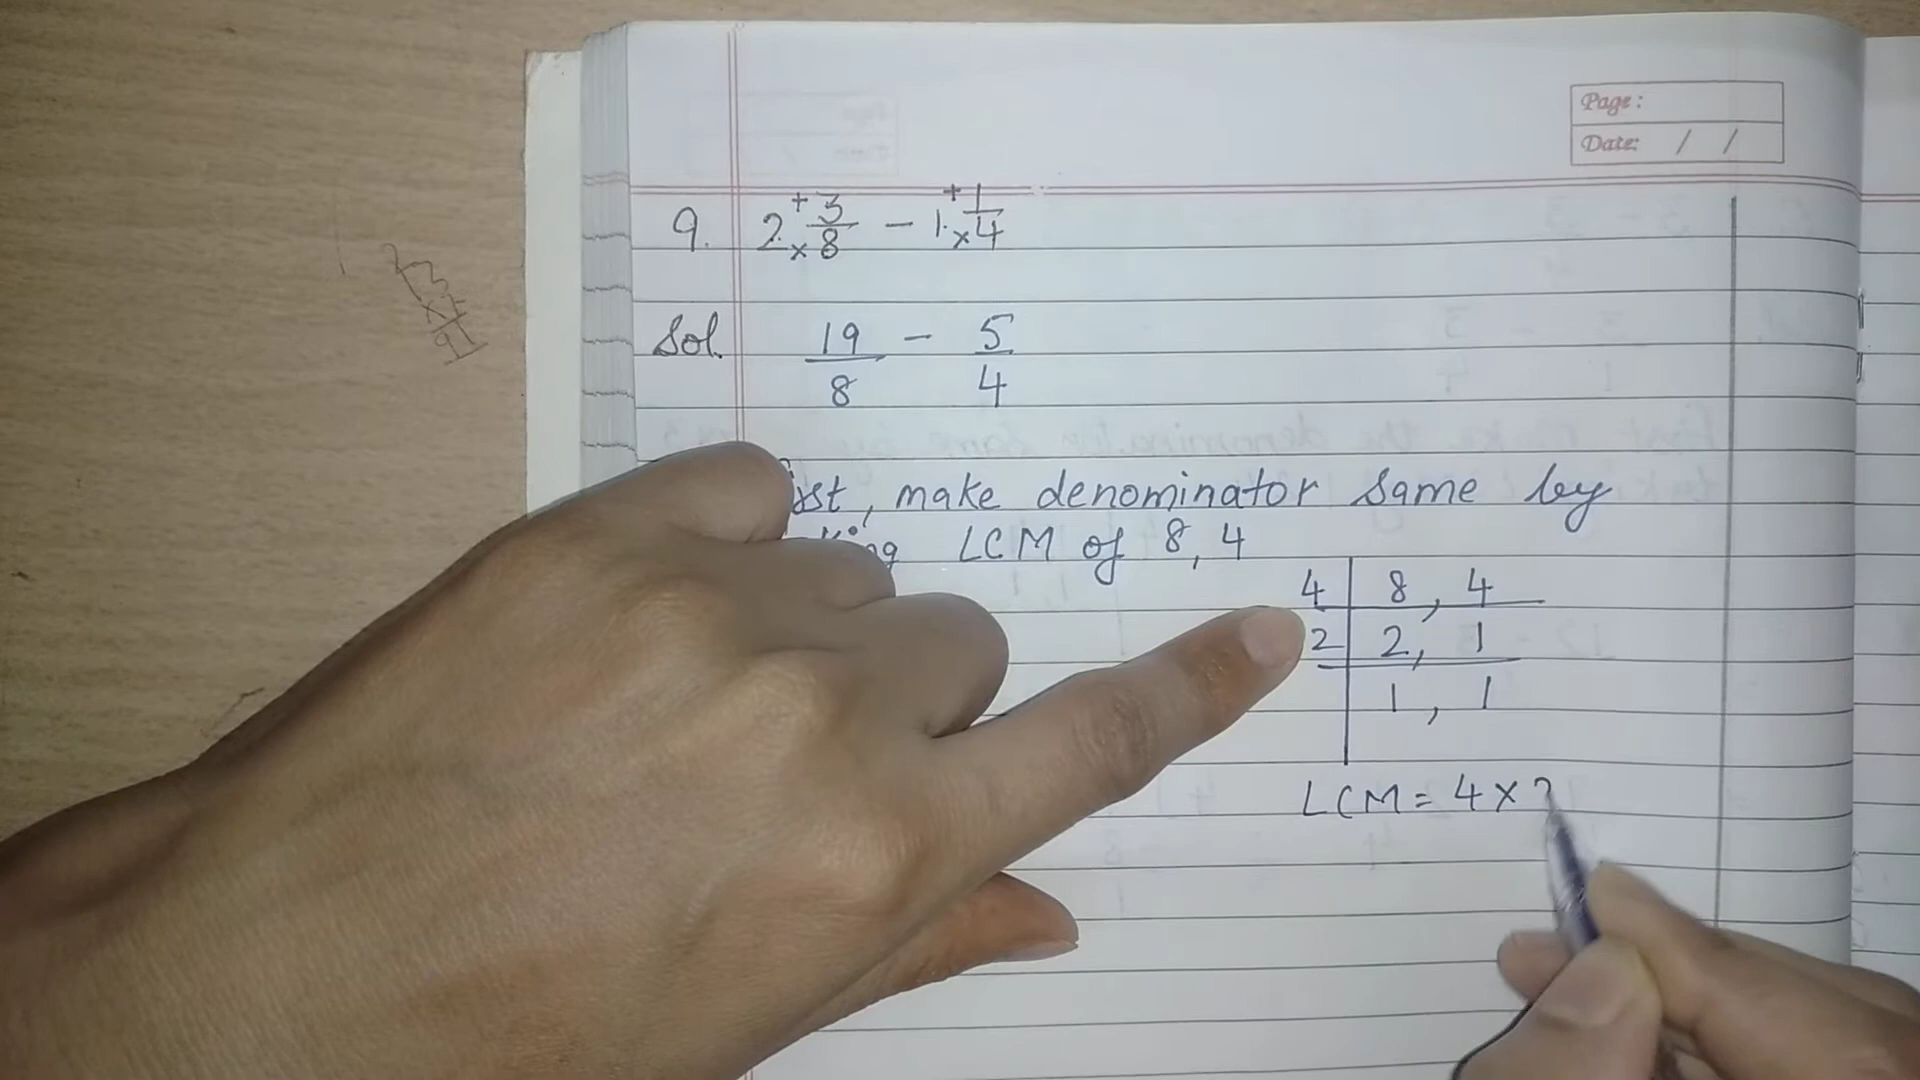 Page:
Date: / /
9. 2 3/8 - 1 1/4
+ +
× ×
Sol. 19/8 - 5/4
make denominator same by
LCM of 8, 4
4 | 8, 4
2 | 2, 1
1, 1
LCM = 4 ×